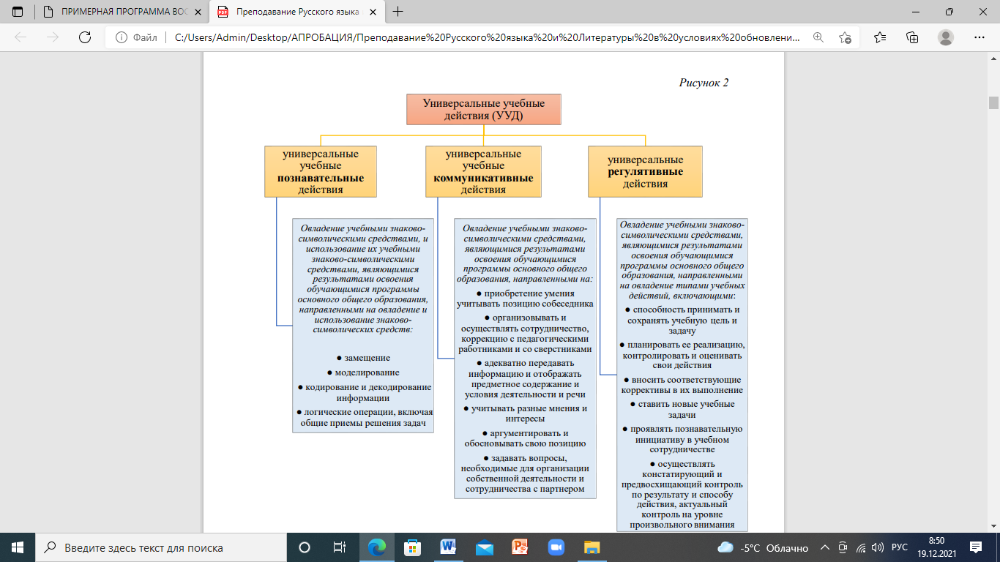 ПРИМЕРНАЯ ПРОГРАММА ВОС
Преподавание Русского языка
Файл
C:/Users/Admin/Desktop/АПРОБАЦИЯ/Преподавание%20Русского%20языка%20и%20Литературы%20в%20условиях%20обновлени...
Рисунок 2
Универсальные учебные
действия (УУД)
универсальные
учебные
познавательные
действия
универсальные
учебные
коммуникативные
действия
универсальные
регулятивные
действия
Овладение учебными знаково-
символическими средствами, и
использование их учебными
знаково-символическими
средствами, являющимися
результатами освоения
обучающимися программы
основного общего образования,
направленными на овладение и
использование знаково-
символических средств:
● замещение
● моделирование
● кодирование и декодирование
информации
● логические операции, включая
общие приемы решения задач
Овладение учебными знаково-
символическими средствами,
являющимися результатами
освоения обучающимися
программы основного общего
образования, направленными на:
● приобретение умения
учитывать позицию собеседника
● организовывать и
осуществлять сотрудничество,
коррекцию с педагогическими
работниками и со сверстниками
● адекватно передавать
информацию и отображать
предметное содержание и
условия деятельности и речи
● учитывать разные мнения и
интересы
● аргументировать и
обосновывать свою позицию
● задавать вопросы,
необходимые для организации
собственной деятельности и
сотрудничества с партнером
Овладение учебными знаково-
символическими средствами,
являющимися результатами
освоения обучающимися
программы основного общего
образования, направленными
на овладение типами учебных
действий, включающими:
● способность принимать и
сохранять учебную цель и
задачу
● планировать ее реализацию,
контролировать и оценивать
свои действия
● вносить соответствующие
коррективы в их выполнение
● ставить новые учебные
задачи
● проявлять познавательную
инициативу в учебном
сотрудничестве
● осуществлять
констатирующий и
предвосхищающий контроль
по результату и способу
действия, актуальный
контроль на уровне
произвольного внимания
Введите здесь текст для поиска
-5°C Облачно
РУС
8:50
19.12.2021